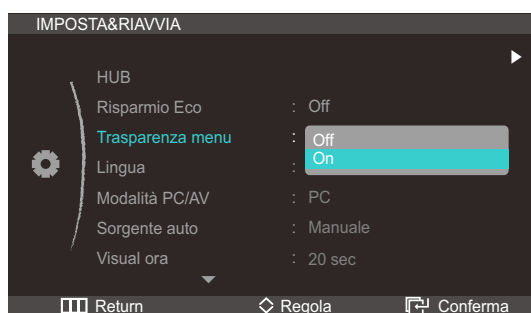 IMPOSTA&RIAVVIA
HUB
Risparmio Eco : Off
Trasparenza menu : Off
On
Lingua :
Modalità PC/AV : PC
Sorgente auto : Manuale
Visual ora : 20 sec
Return Regola Conferma